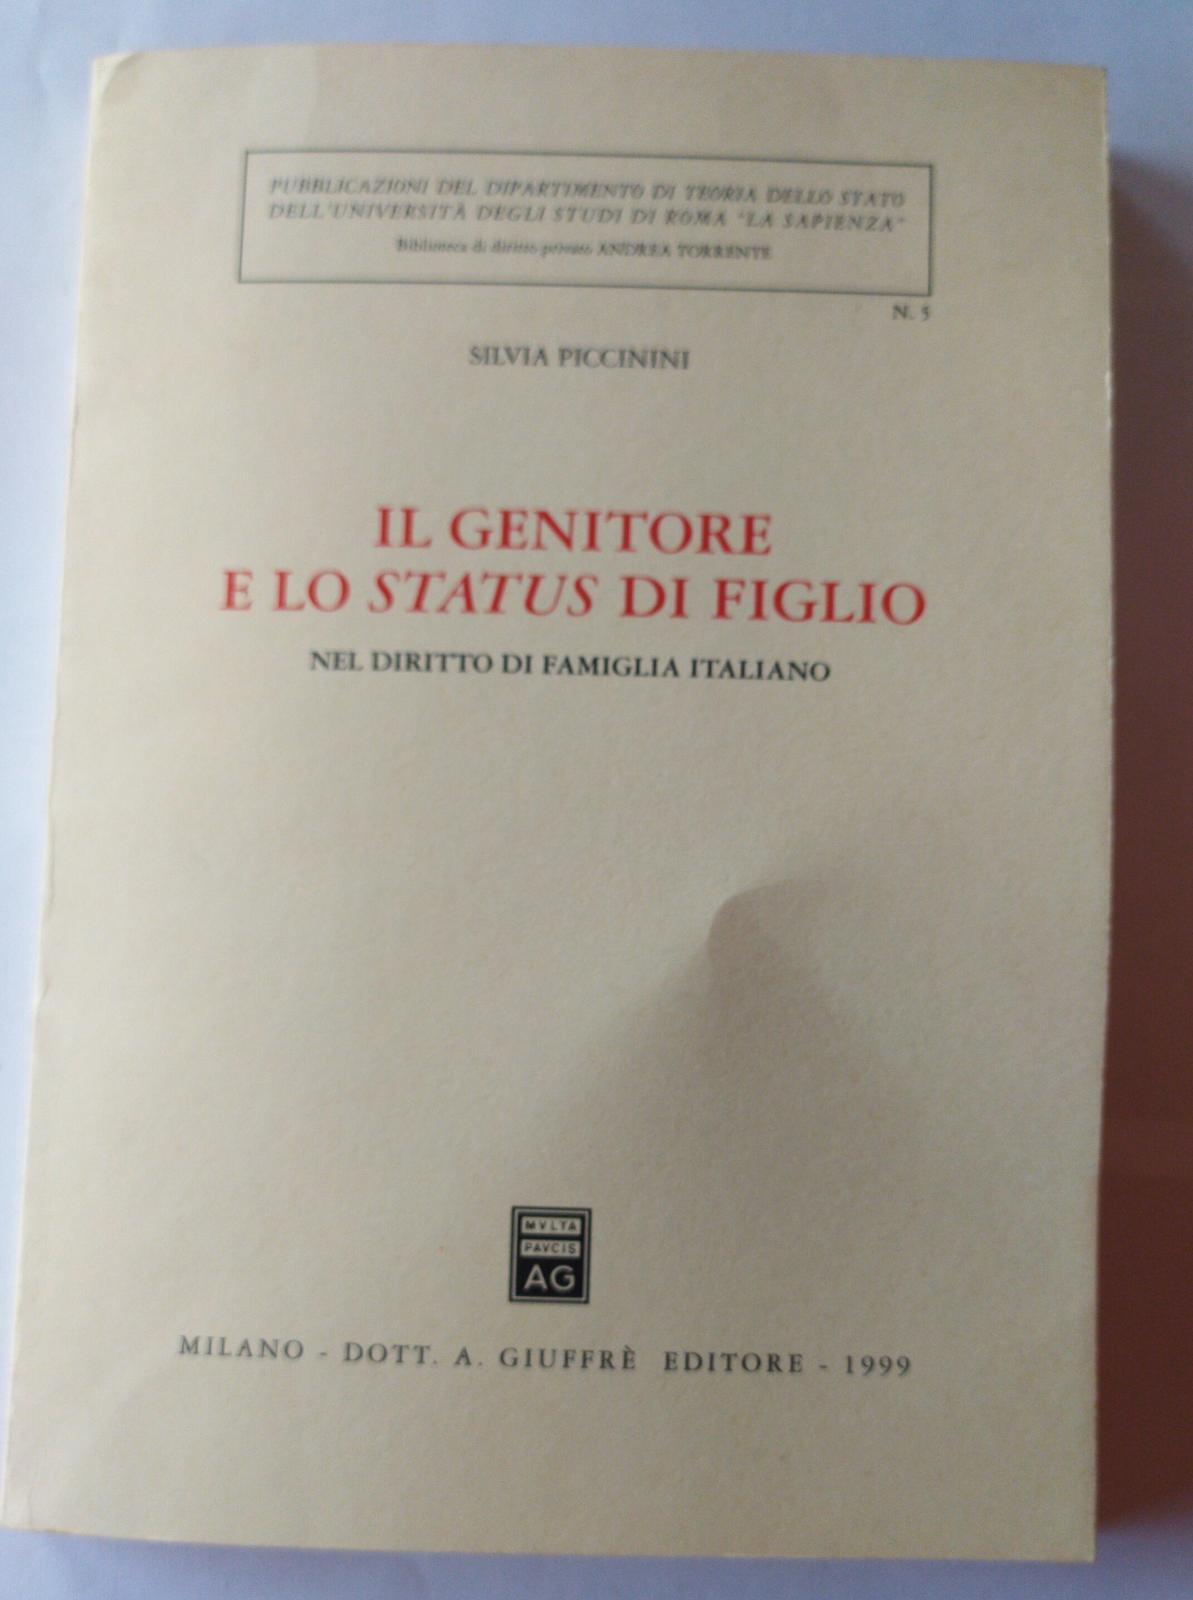 PUBBLICAZIONI DEL DIPARTIMENTO DI TEORIA DELLO STATO
DELL'UNIVERSITÀ DEGLI STUDI DI ROMA "LA SAPIENZA"
Biblioteca di diritto privato ANDREA TORRENTE
N. 5
SILVIA PICCININI
IL GENITORE
E LO STATUS DI FIGLIO
NEL DIRITTO DI FAMIGLIA ITALIANO
MVLTA
PAVCIS
AG
MILANO - DOTT. A. GIUFFRÈ EDITORE - 1999